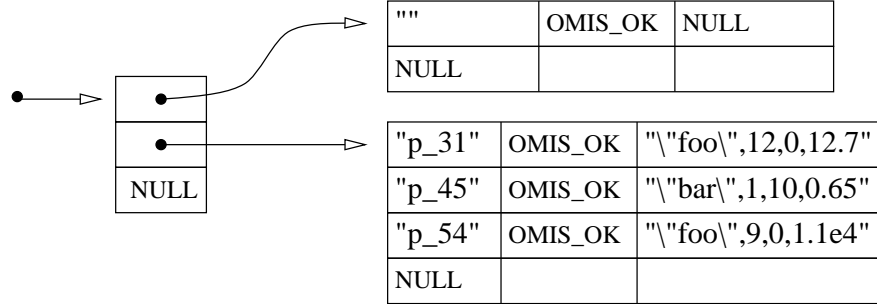 "" OMIS_OK NULL
NULL
"p_31" OMIS_OK "\"foo\",12,0,12.7"
"p_45" OMIS_OK "\"bar\",1,10,0.65"
NULL
"p_54" OMIS_OK "\"foo\",9,0,1.1e4"
NULL